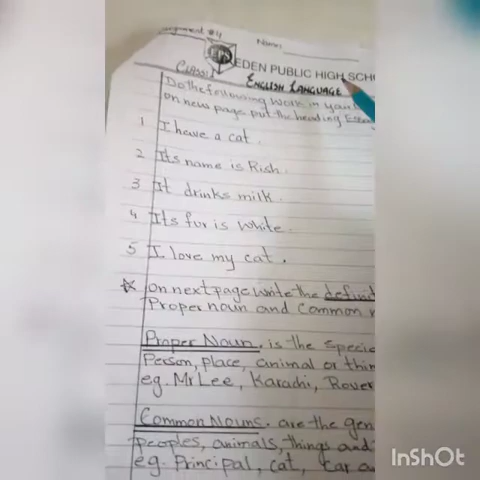 Name:
EDEN PUBLIC HIGH
CLASS:I
ENGLISH LANGUAGE
Do the following work in
on new page put the heading
1 I have a cat.
2 Its name is Rish.
3 It drinks milk.
4 Its fur is White.
5 I love my cat.
on next page write the
Proper noun and common
Proper Noun. is the
Person, place, animal or
eg. Mr Lee, Karachi, Rover
Common Nouns. are the
peoples, animals, things and
eg. Principal, cat, car
InShOt